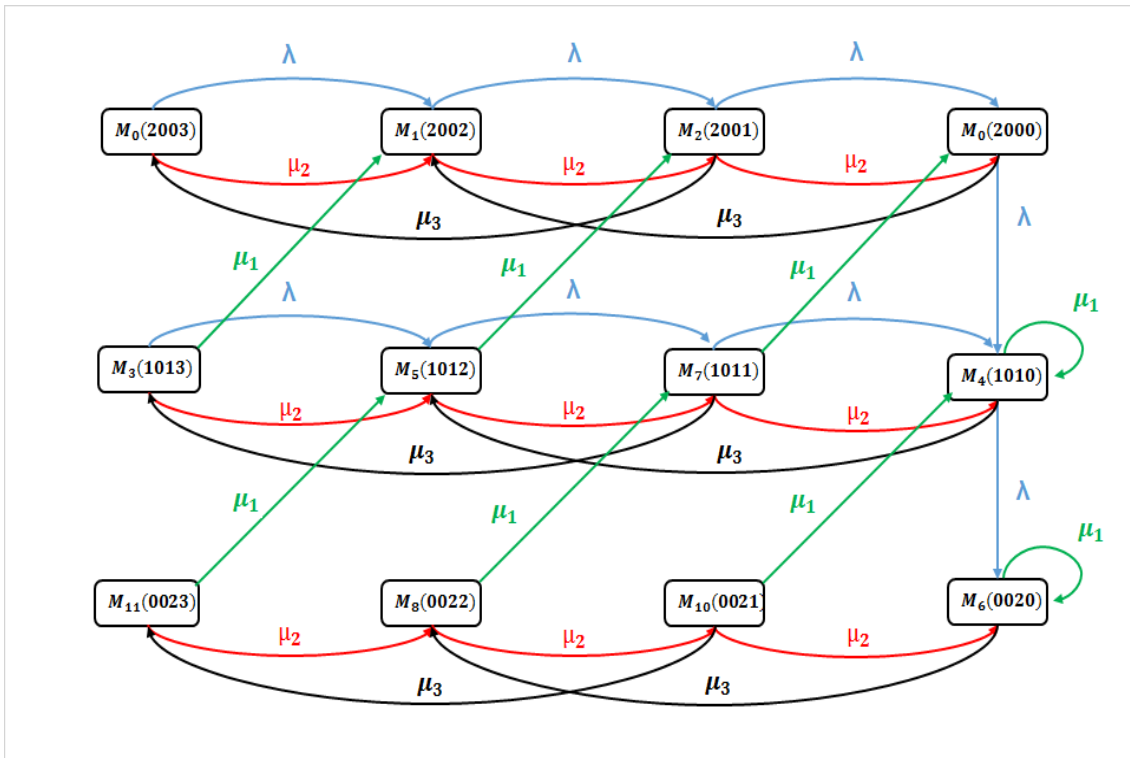 λ λ λ
M₀(2003) M₁(2002) M₂(2001) M₀(2000)
μ₂ μ₂ μ₂
μ₃ μ₃
λ
μ₁ μ₁ μ₁
λ λ λ
μ₁
M₃(1013) M₅(1012) M₇(1011) M₄(1010)
μ₂ μ₂ μ₂
μ₃ μ₃
λ
μ₁ μ₁ μ₁
μ₁
M₁₁(0023) M₈(0022) M₁₀(0021) M₆(0020)
μ₂ μ₂ μ₂
μ₃ μ₃